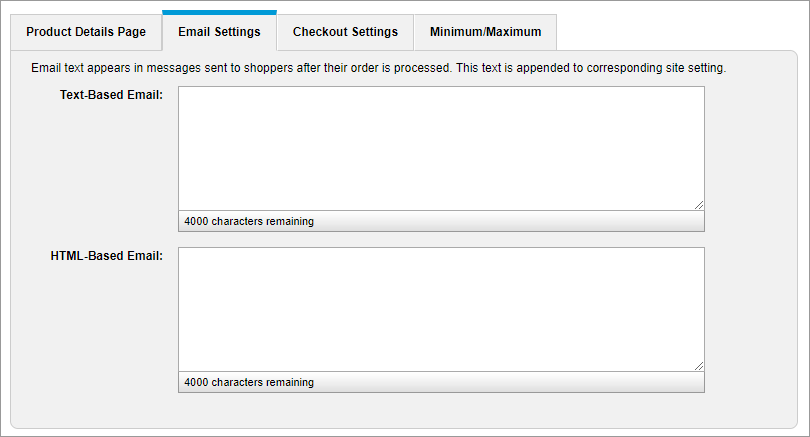 Product Details Page
Email Settings
Checkout Settings
Minimum/Maximum
Email text appears in messages sent to shoppers after their order is processed. This text is appended to corresponding site setting.
Text-Based Email:
4000 characters remaining
HTML-Based Email:
4000 characters remaining